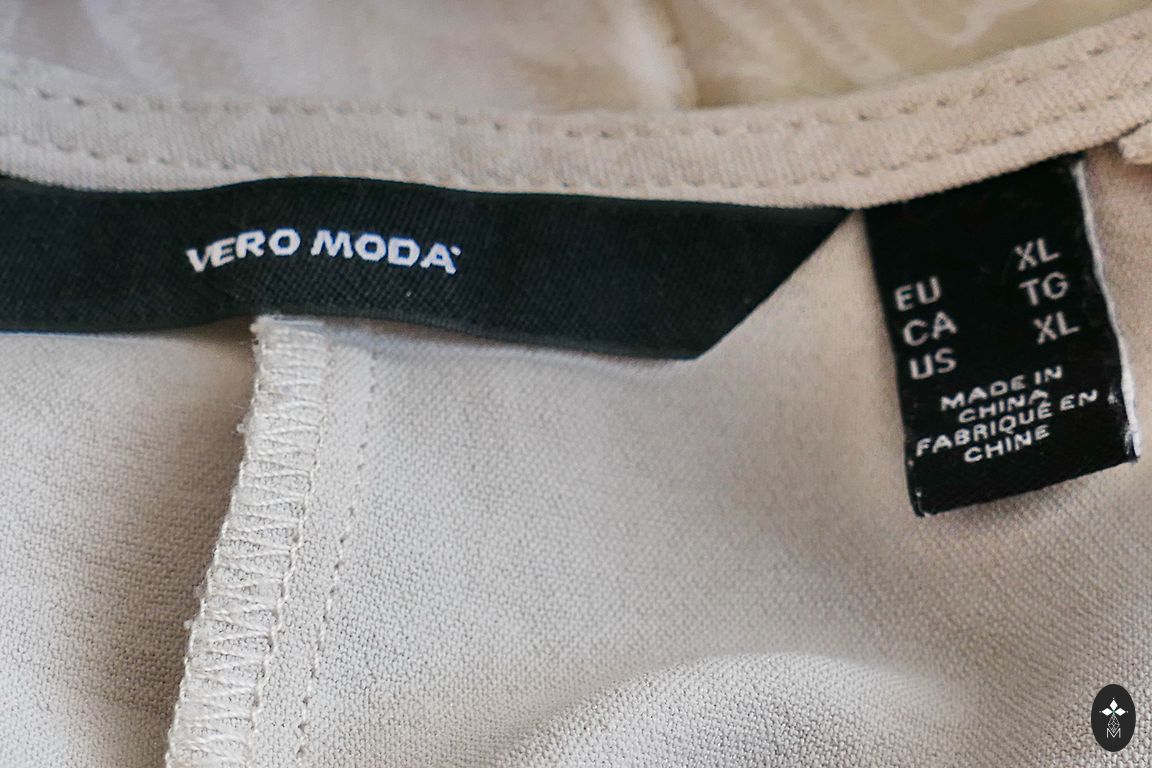 VERO MODA
EU XL
CA TG
US XL
MADE IN
CHINA
FABRIQUÉ EN
CHINE
M